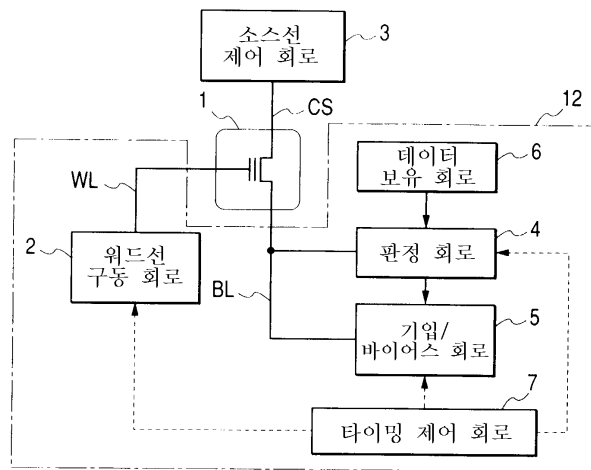 소스선
제어 회로
3
1
CS
12
데이터
보유 회로
6
WL
2
워드선
구동 회로
판정 회로
4
BL
기입/
바이어스 회로
5
7
타이밍 제어 회로